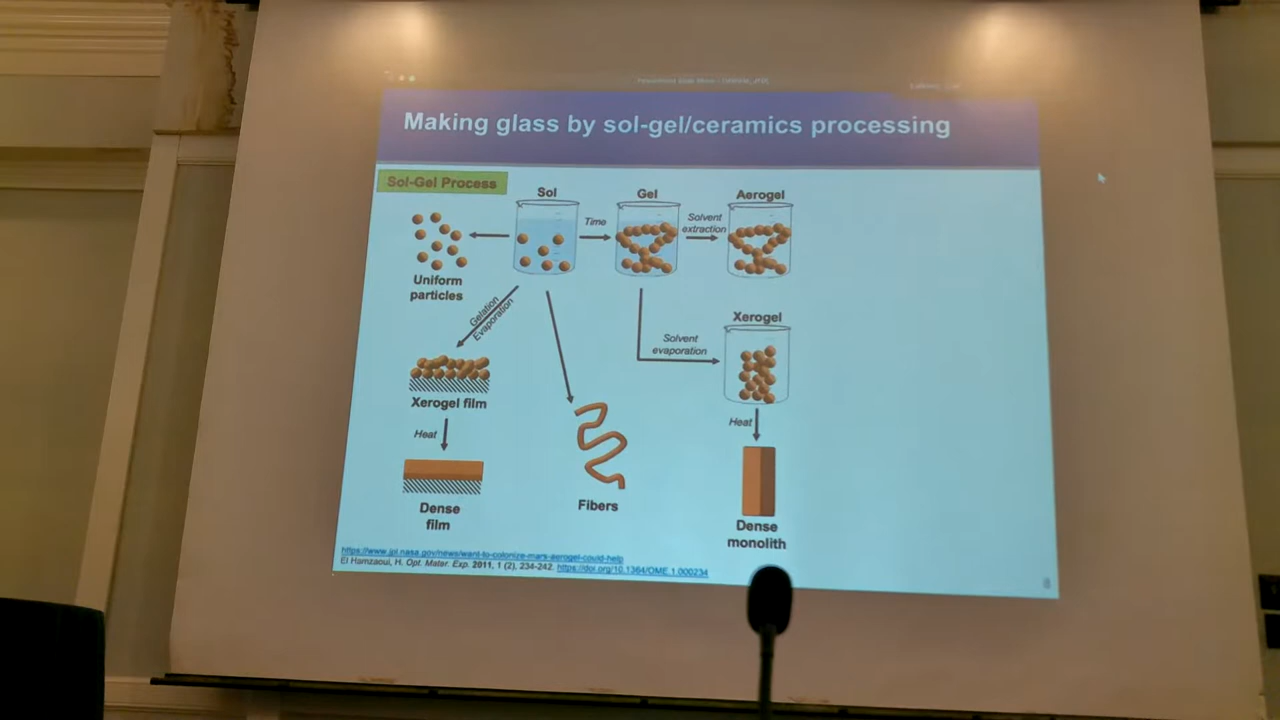 Making glass by sol-gel/ceramics processing
Sol-Gel Process
Sol
Gel
Aerogel
Time
Solvent
extraction
Uniform
particles
Gelation
Evaporation
Xerogel
Solvent
evaporation
Xerogel film
Heat
Heat
Dense
film
Fibers
Dense
monolith
https://www.jpl.nasa.gov/news/want-to-colonize-mars-aerogel-could-help
El Hamzaoui, H. Opt. Mater. Exp. 2011, 1 (2), 234-242. https://doi.org/10.1364/OME.1.000234
8